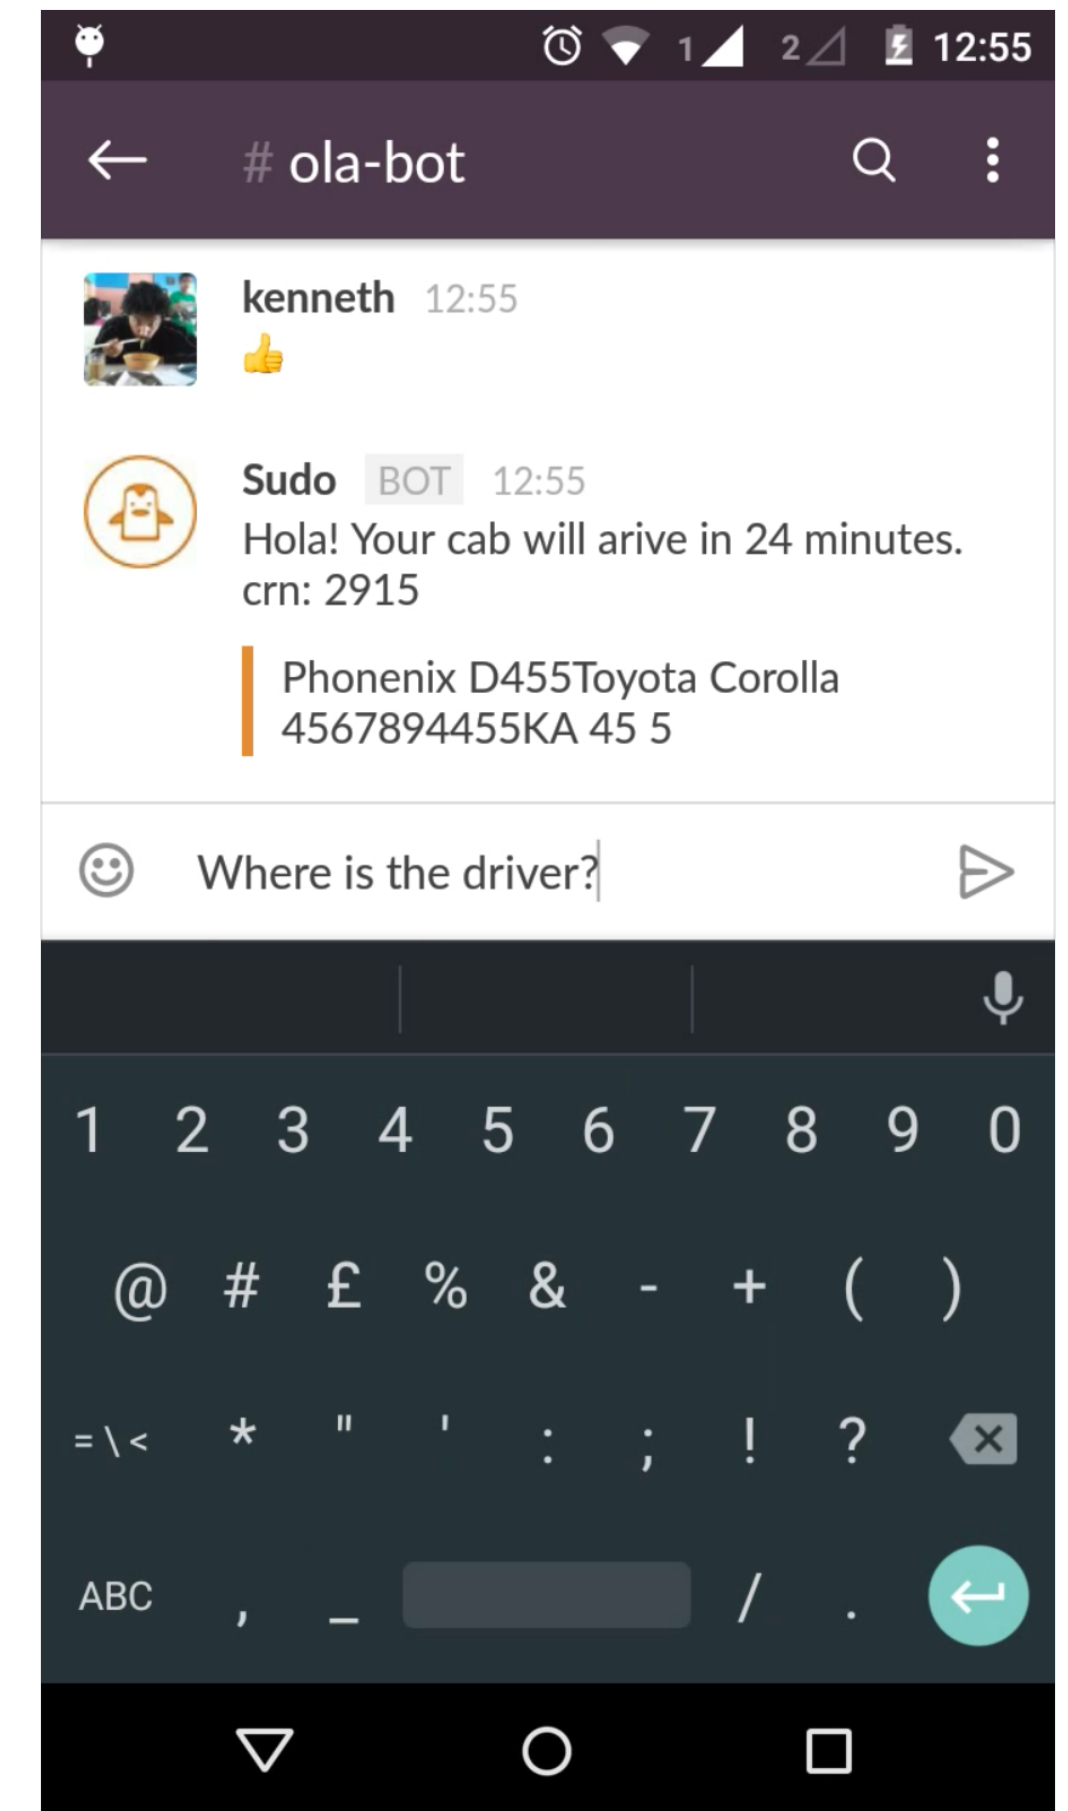 1 2 12:55
# ola-bot
kenneth 12:55
Sudo BOT 12:55
Hola! Your cab will arive in 24 minutes.
crn: 2915
Phonenix D455Toyota Corolla
4567894455KA 45 5
Where is the driver?
1 2 3 4 5 6 7 8 9 0
@ # £ % & - + ( )
= \ < * " ' : ; ! ?
ABC , _ / .